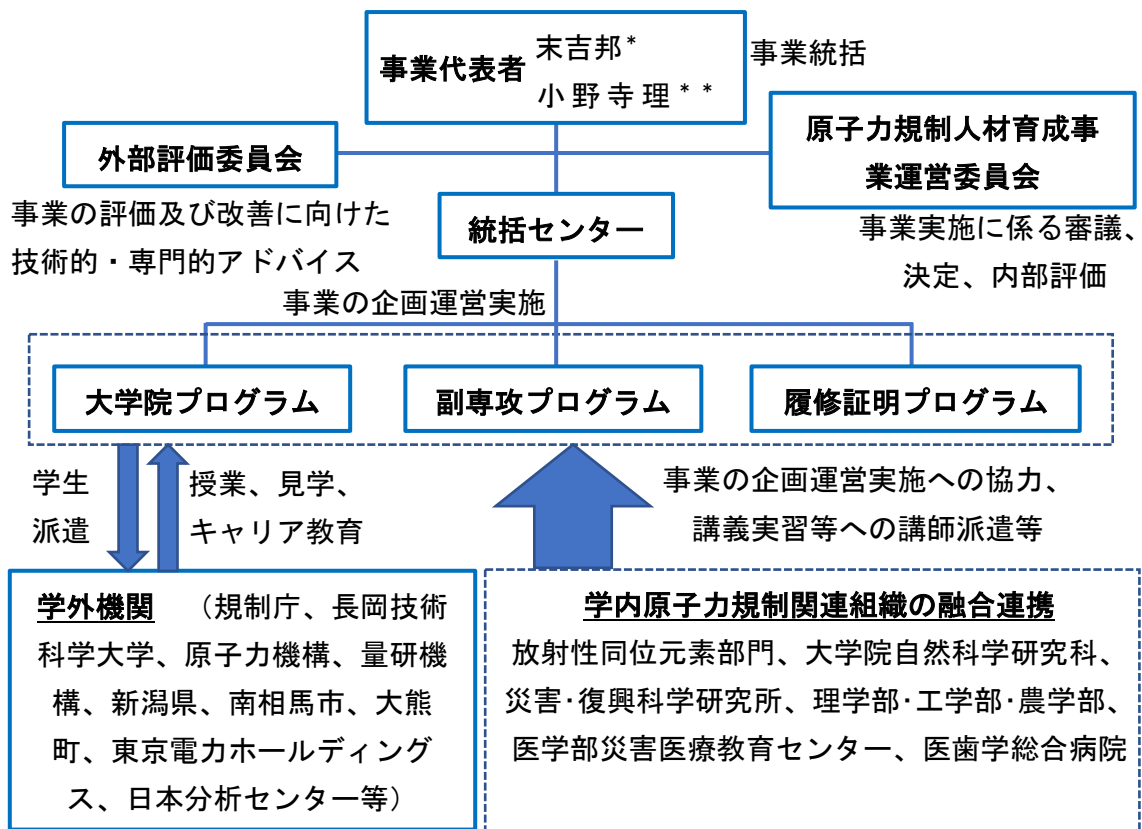 事業代表者
末吉邦*
小野寺理**
事業統括
外部評価委員会
原子力規制人材育成事
業運営委員会
事業の評価及び改善に向けた
技術的・専門的アドバイス
統括センター
事業実施に係る審議、
決定、内部評価
事業の企画運営実施
大学院プログラム
副専攻プログラム
履修証明プログラム
学生
派遣
授業、見学、
キャリア教育
事業の企画運営実施への協力、
講義実習等への講師派遣等
学外機関 （規制庁、長岡技術
科学大学、原子力機構、量研機
構、新潟県、南相馬市、大熊
町、東京電力ホールディング
ス、日本分析センター等）
学内原子力規制関連組織の融合連携
放射性同位元素部門、大学院自然科学研究科、
災害･復興科学研究所、理学部･工学部･農学部、
医学部災害医療教育センター、医歯学総合病院